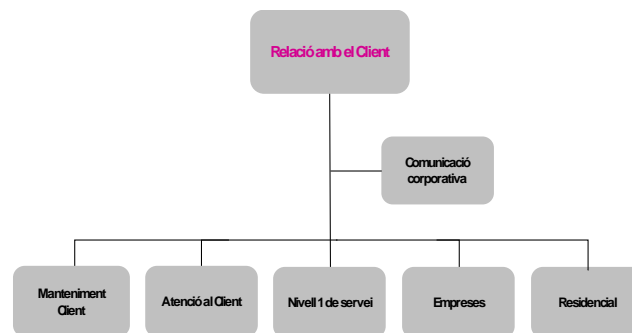 Relació amb el Client
Comunicació
corporativa
Manteniment
Client
Atenció al Client
Nivell 1 de servei
Empreses
Residencial